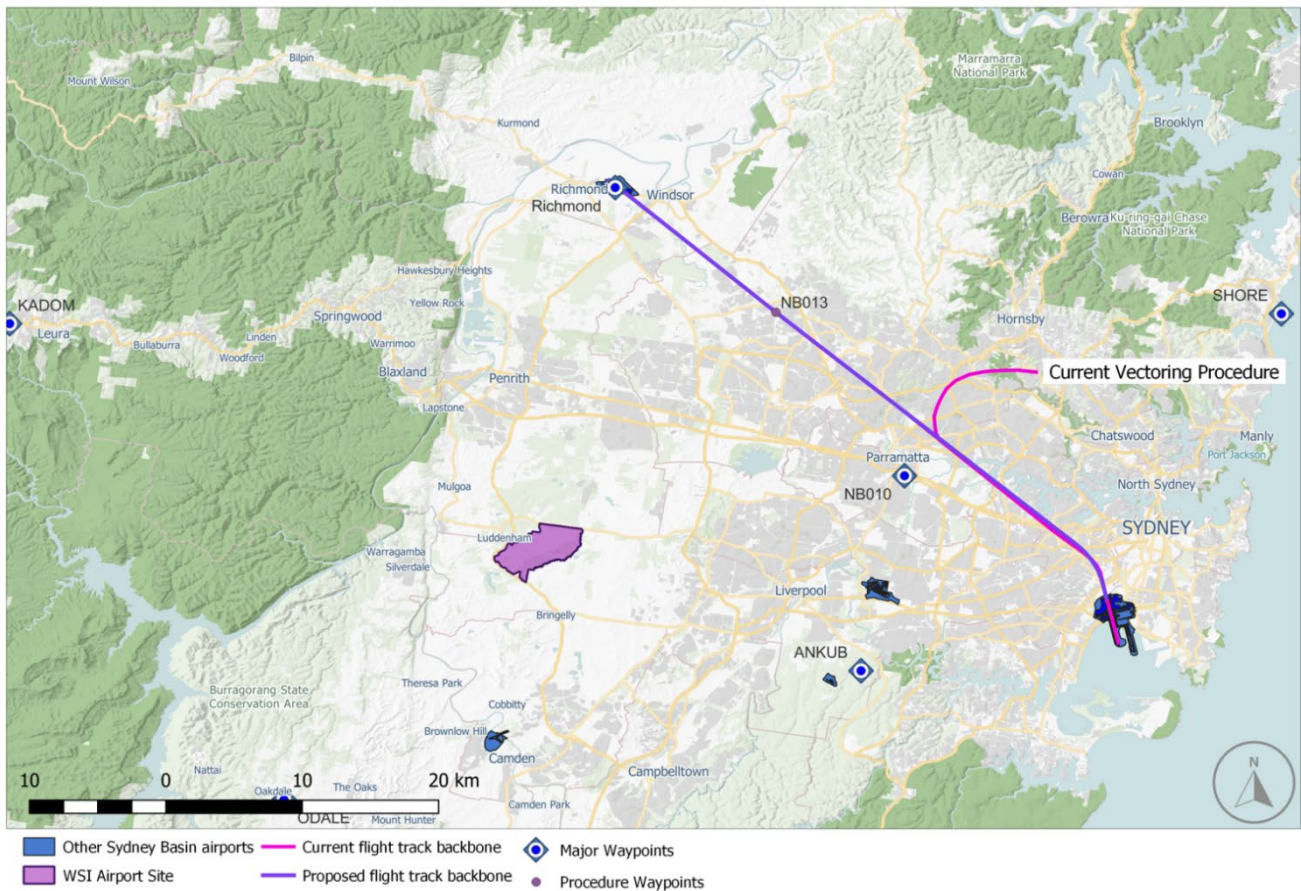 Marramarra
National Park
Bilpin
Mount Wilson
Brooklyn
Kurmond
Cowan
Richmond
Windsor
Richmond
Berowra
Ku-ring-gai Chase
National Park
Hawkesbury Heights
Yellow Rock
NB013
SHORE
KADOM
Leura
Springwood
Hornsby
Linden
Bullaburra
Woodford
Warrimoo
Blaxland
Penrith
Current Vectoring Procedure
Lapstone
Chatswood
Manly
Parramatta
Port Jackson
Mulgoa
North Sydney
NB010
SYDNEY
Luddenham
Warragamba
Silverdale
Liverpool
Bringelly
ANKUB
Theresa Park
Burragorang State
Conservation Area
Cobbitty
Brownlow Hill
Camden
Nattai
Campbelltown
N
10 0 10 20 km
Oakdale
The Oaks
Camden Park
ODALE
Mount Hunter
Other Sydney Basin airports
Current flight track backbone
Major Waypoints
WSI Airport Site
Proposed flight track backbone
Procedure Waypoints